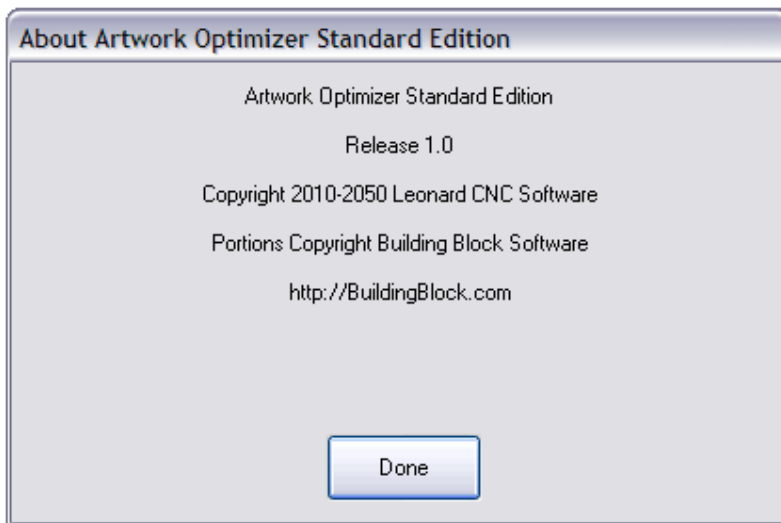 About Artwork Optimizer Standard Edition
Artwork Optimizer Standard Edition
Release 1.0
Copyright 2010-2050 Leonard CNC Software
Portions Copyright Building Block Software
http://BuildingBlock.com
Done